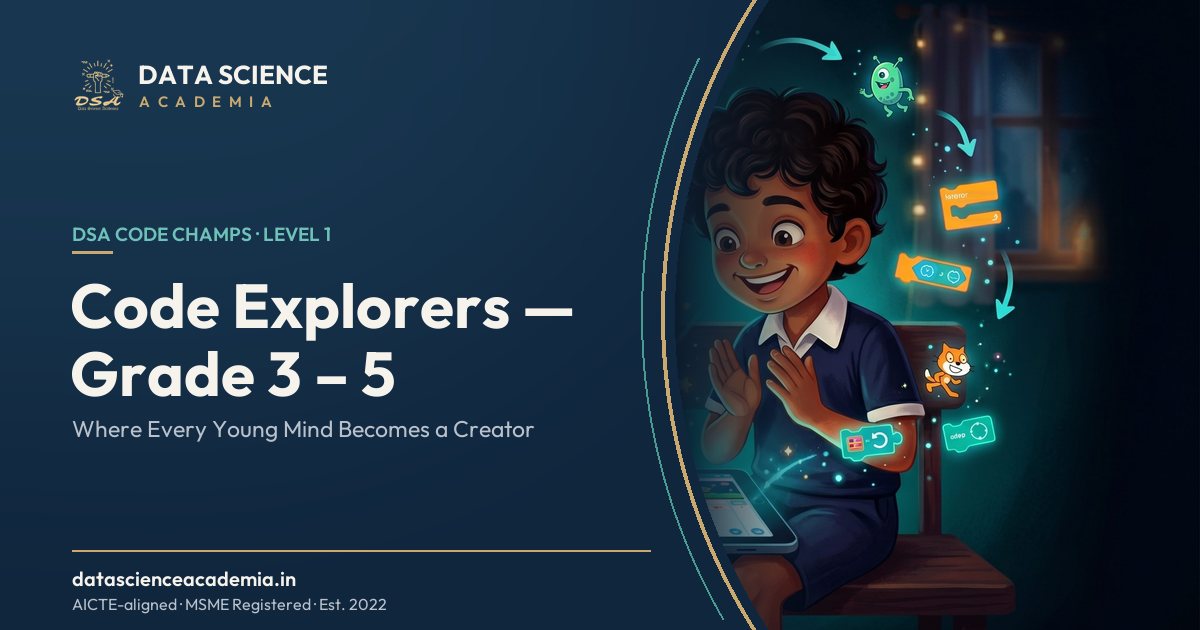 DATA SCIENCE
ACADEMIA
DSA
DSA CODE CHAMPS · LEVEL 1
Code Explorers —
Grade 3 – 5
Where Every Young Mind Becomes a Creator
datascienceacademia.in
AICTE-aligned · MSME Registered · Est. 2022